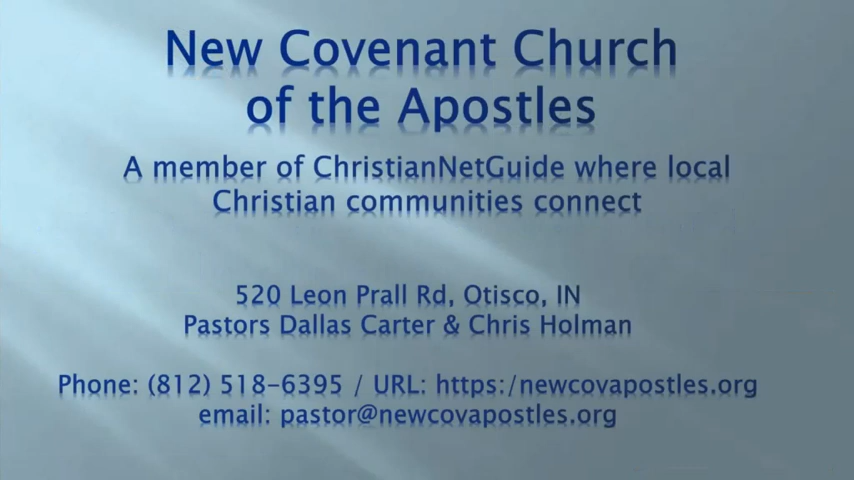 New Covenant Church
of the Apostles
A member of ChristianNetGuide where local
Christian communities connect
520 Leon Prall Rd, Otisco, IN
Pastors Dallas Carter & Chris Holman
Phone: (812) 518-6395 / URL: https:/newcovapostles.org
email: pastor@newcovapostles.org